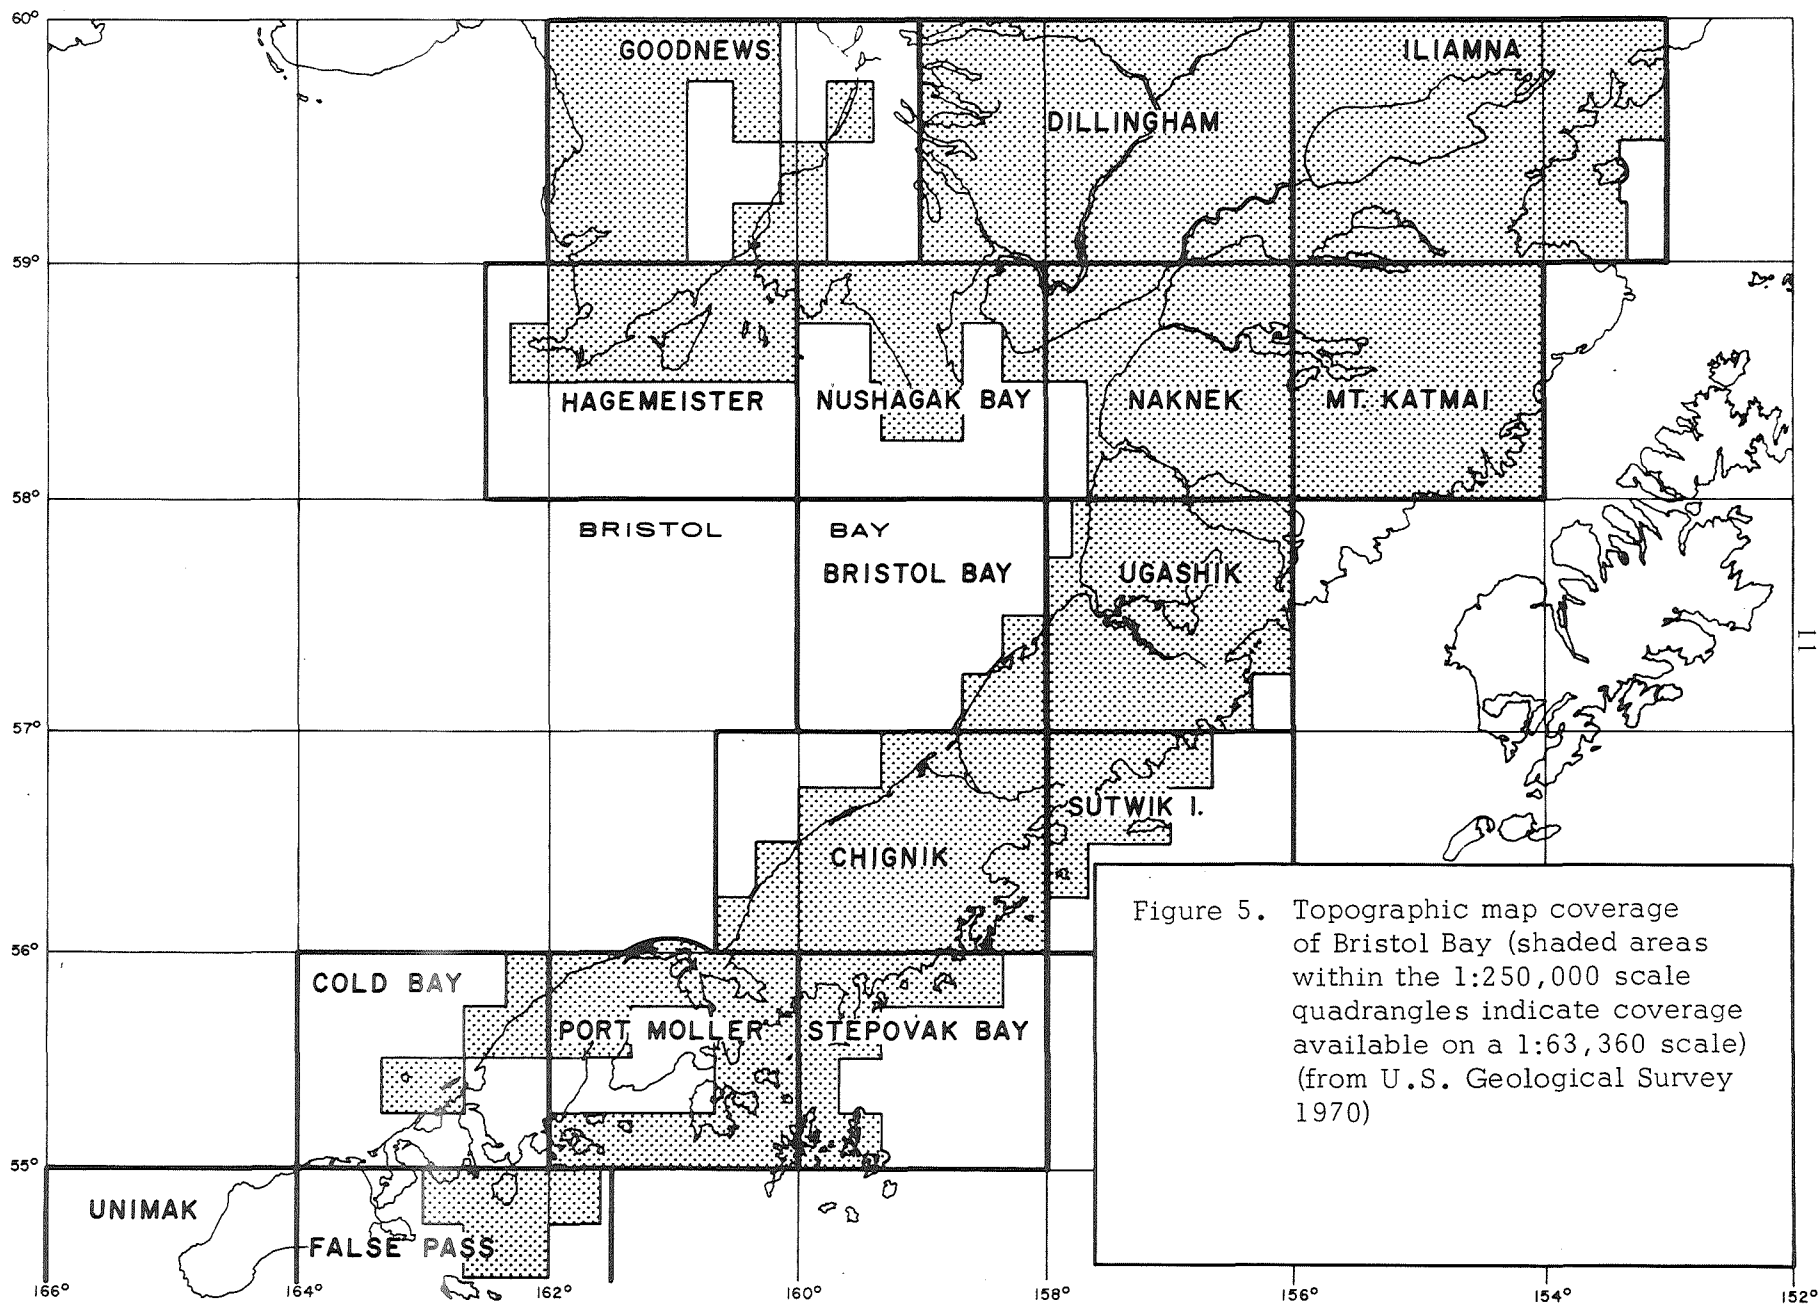 60°
GOODNEWS
ILIAMNA
DILLINGHAM
59°
HAGEMEISTER
NUSHAGAK BAY
NAKNEK
MT. KATMAI
58°
BRISTOL BAY
BRISTOL BAY
UGASHIK
11
57°
SUTWIK I.
CHIGNIK
56°
COLD BAY
PORT MOLLER
STEPOVAK BAY
55°
UNIMAK
FALSE PASS
166°
164°
162°
160°
158°
156°
154°
152°
Figure 5. Topographic map coverage
of Bristol Bay (shaded areas
within the 1:250,000 scale
quadrangles indicate coverage
available on a 1:63,360 scale)
(from U.S. Geological Survey
1970)